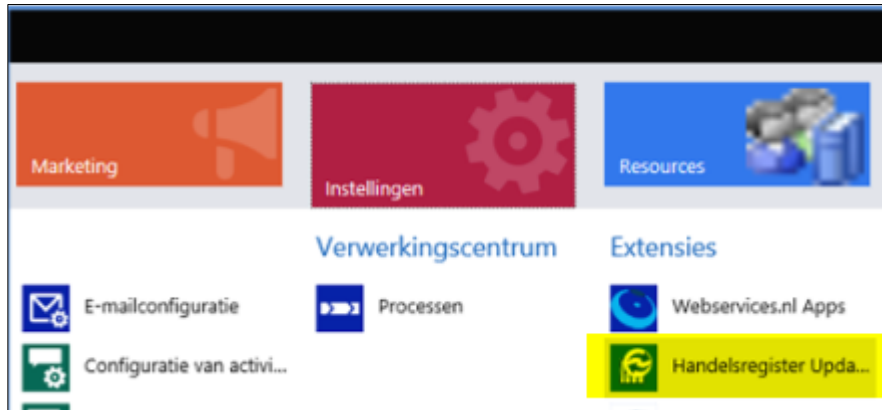 Marketing
Instellingen
Resources
Verwerkingscentrum
Extensies
E-mailconfiguratie
Processen
Webservices.nl Apps
Configuratie van activi...
Handelsregister Upda...